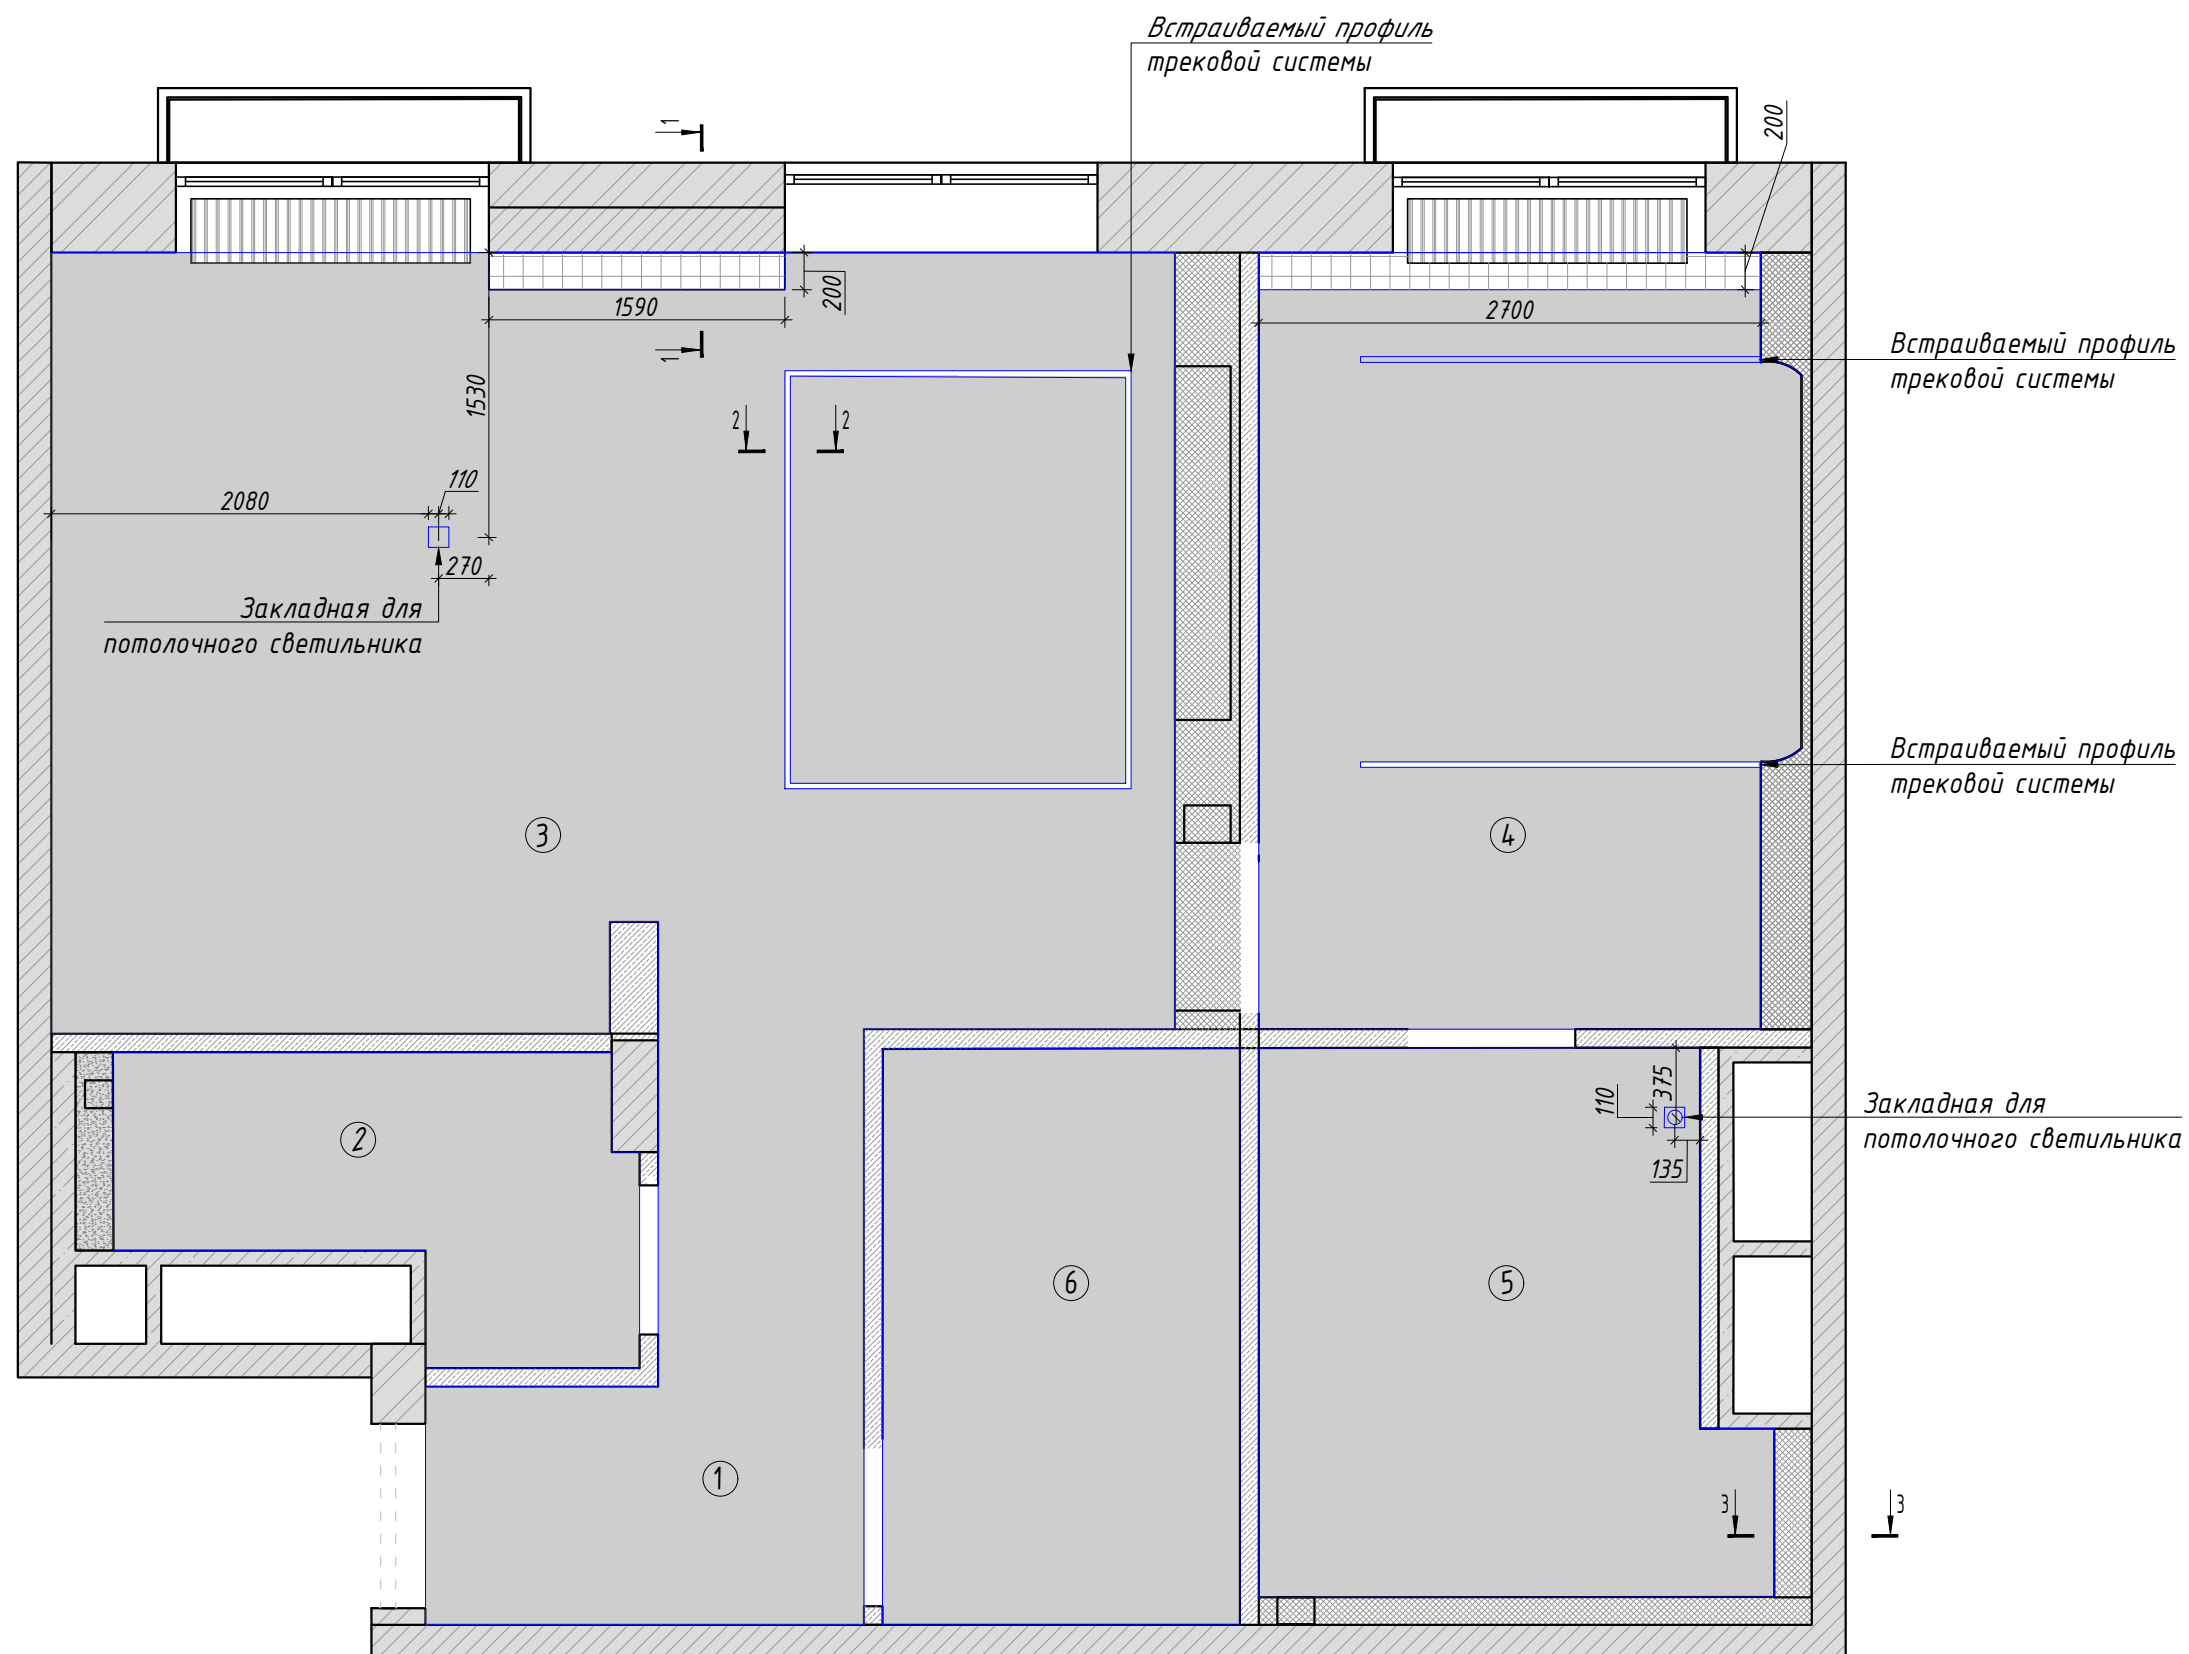 Встраиваемый профиль
трековой системы
1
200
200
1590
2700
1
Встраиваемый профиль
трековой системы
1530
2
2
110
2080
270
Закладная для
потолочного светильника
Встраиваемый профиль
трековой системы
3
4
375
110
Закладная для
потолочного светильника
135
2
6
5
1
3
3